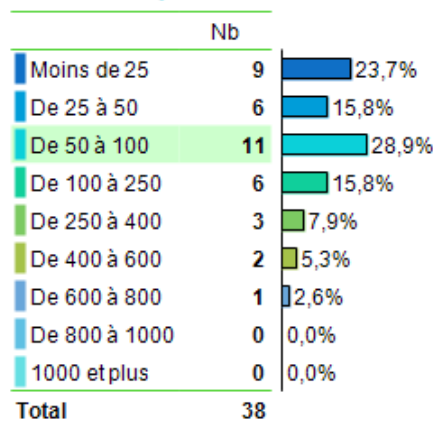 Nb
Moins de 25 9 23,7%
De 25 à 50 6 15,8%
De 50 à 100 11 28,9%
De 100 à 250 6 15,8%
De 250 à 400 3 7,9%
De 400 à 600 2 5,3%
De 600 à 800 1 2,6%
De 800 à 1000 0 0,0%
1000 et plus 0 0,0%
Total 38